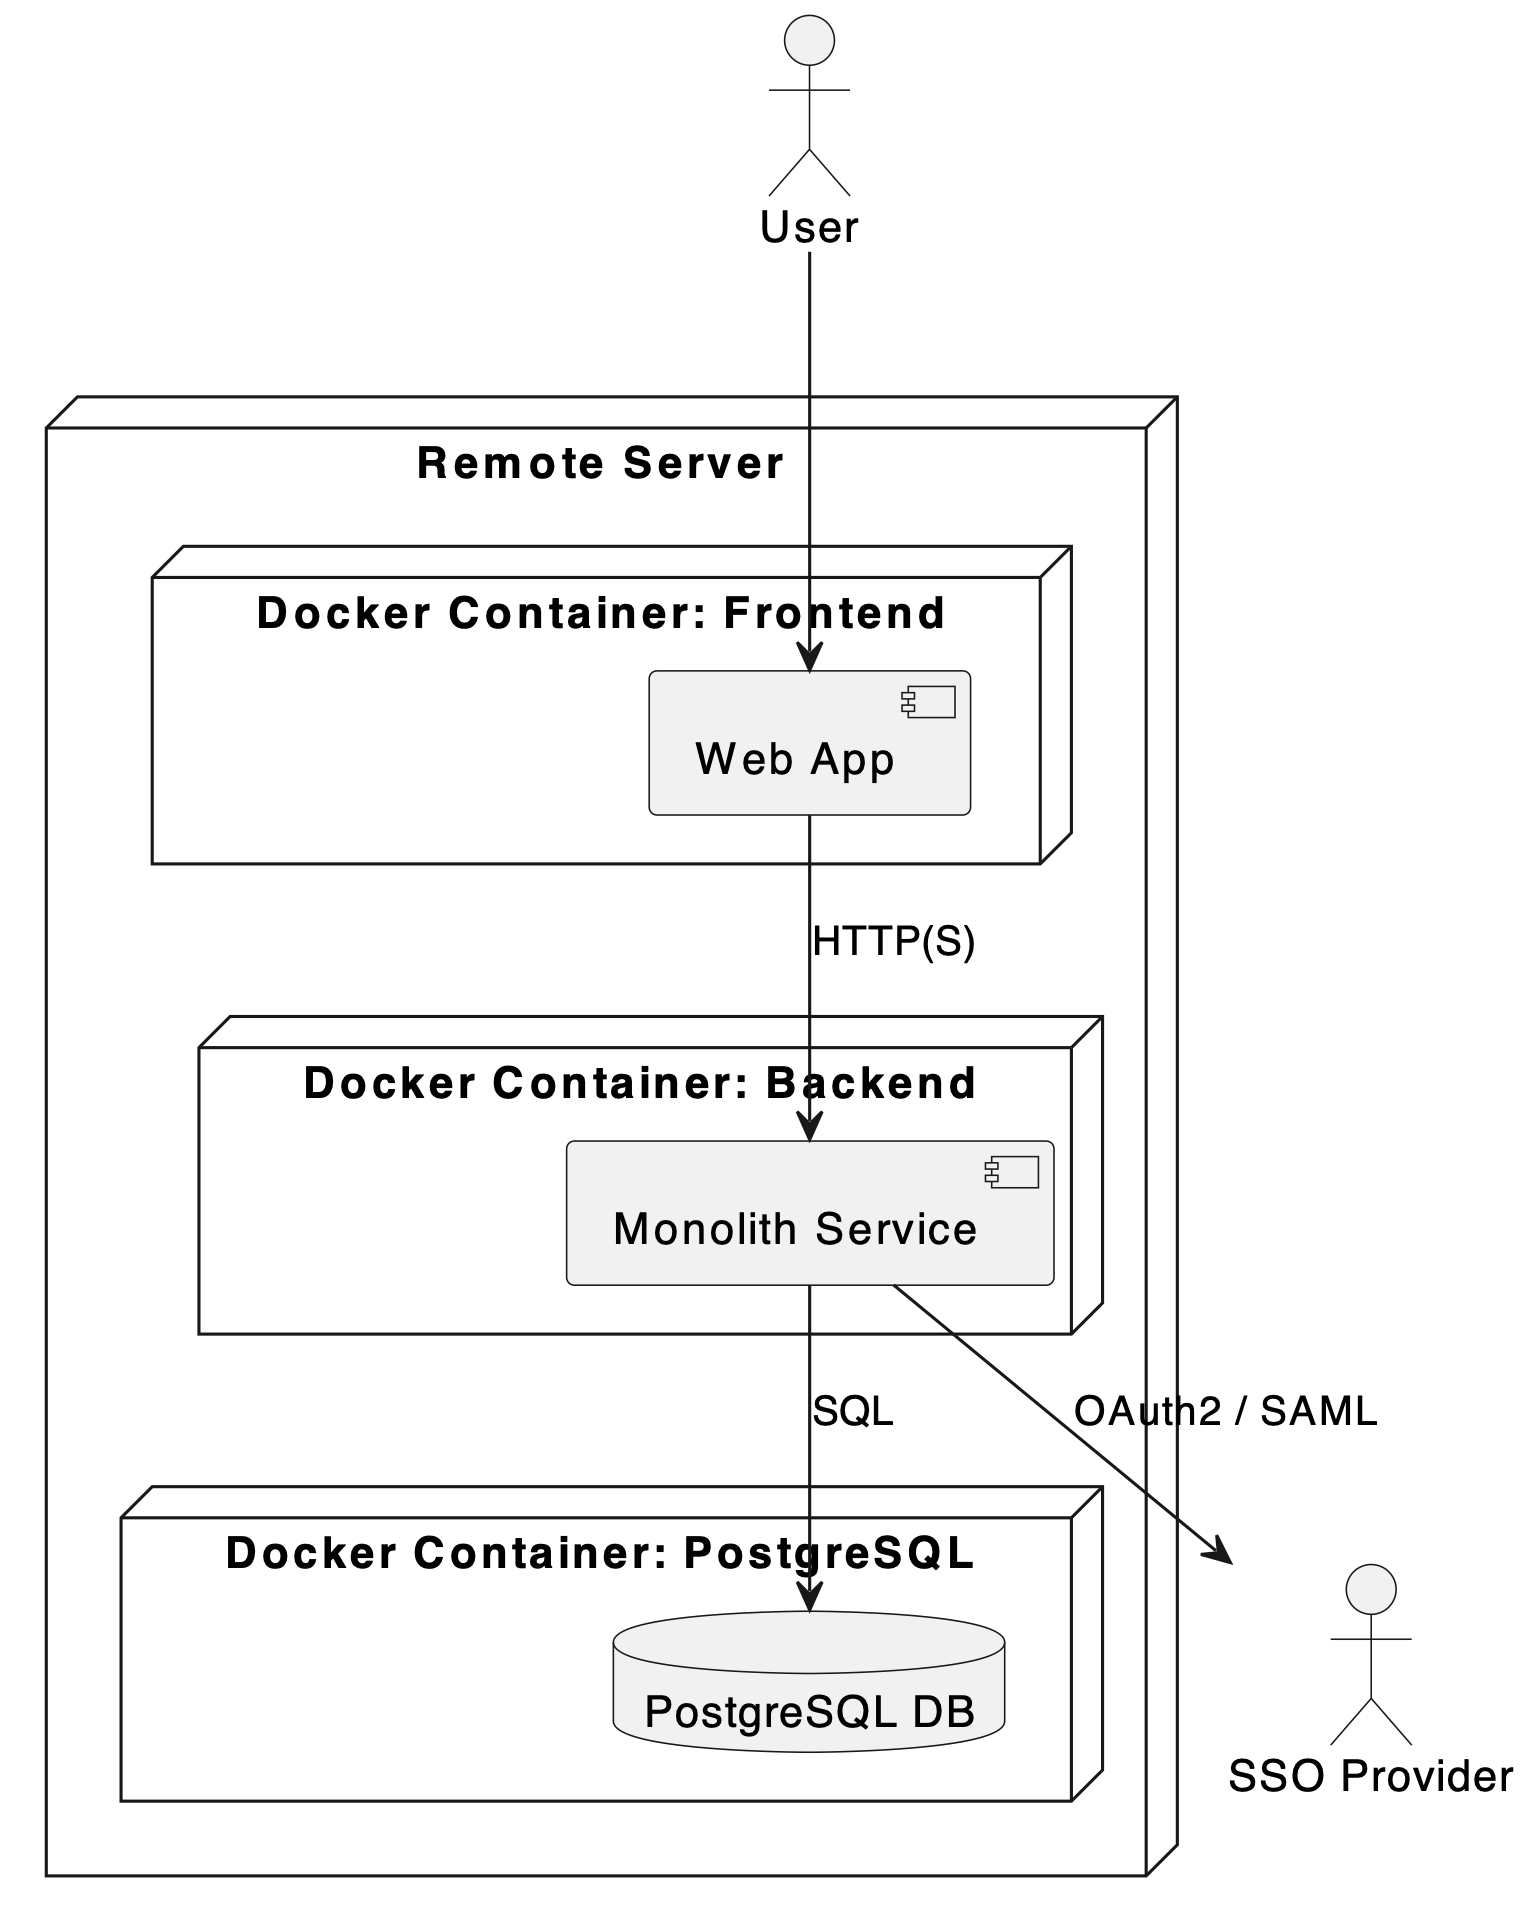 User
Remote Server
Docker Container: Frontend
Web App
HTTP(S)
Docker Container: Backend
Monolith Service
SQL
OAuth2 / SAML
Docker Container: PostgreSQL
PostgreSQL DB
SSO Provider